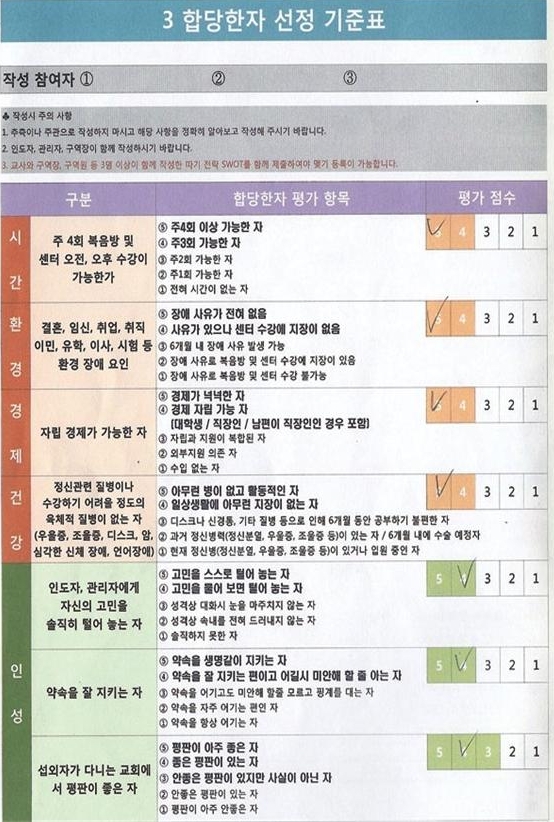 3 합당한자 선정 기준표
작성 참여자 ① ② ③
♣ 작성시 주의 사항
1. 추측이나 주관으로 작성하지 마시고 해당 사항을 정확히 알아보고 작성해 주시기 바랍니다.
2. 인도자, 관리자, 구역장이 함께 작성하시기 바랍니다.
3. 교사와 구역장, 구역원 등 3명 이상이 함께 작성한 따기 전략 SWOT를 함께 제출하여야 맺기 등록이 가능합니다.
구분 합당한자 평가 항목 평가 점수
시간
주 4회 복음방 및
센터 오전, 오후 수강이
가능한가
⑤ 주4회 이상 가능한 자
④ 주3회 가능한 자
③ 주2회 가능한 자
② 주1회 가능한 자
① 전혀 시간이 없는 자
5 4 3 2 1
환경
결혼, 임신, 취업, 취직
이민, 유학, 이사, 시험 등
환경 장애 요인
⑤ 장애 사유가 전혀 없음
④ 사유가 있으나 센터 수강에 지장이 없음
③ 6개월 내 장애 사유 발생 가능
② 장애 사유로 복음방 및 센터 수강에 지장이 있음
① 장애 사유로 복음방 및 센터 수강 불가능
5 4 3 2 1
경제
자립 경제가 가능한 자
⑤ 경제가 넉넉한 자
④ 경제 자립 가능 자
(대학생 / 직장인 / 남편이 직장인인 경우 포함)
③ 자립과 지원이 복합된 자
② 외부지원 의존 자
① 수입 없는 자
5 4 3 2 1
건강
정신관련 질병이나
수강하기 어려울 정도의
육체적 질병이 없는 자
(우울증, 조울증, 디스크, 암,
심각한 신체 장애, 언어장애)
⑤ 아무런 병이 없고 활동적인 자
④ 일상생활에 아무런 지장이 없는 자
③ 디스크나 신경통, 기타 질병 등으로 인해 6개월 동안 공부하기 불편한 자
② 과거 정신병력(정신분열, 우울증, 조울증 등)이 있는 자 / 6개월 내에 수술 예정자
① 현재 정신병(정신분열, 우울증, 조울증 등)이 있거나 입원 중인 자
5 4 3 2 1
인성
인도자, 관리자에게
자신의 고민을
솔직히 털어 놓는 자
⑤ 고민을 스스로 털어 놓는 자
④ 고민을 물어 보면 털어 놓는 자
③ 성격상 대화시 눈을 마주치지 않는 자
② 성격상 속내를 전혀 드러내지 않는 자
① 솔직하지 못한 자
5 4 3 2 1
약속을 잘 지키는 자
⑤ 약속을 생명같이 지키는 자
④ 약속을 잘 지키는 편이고 어길시 미안해 할 줄 아는 자
③ 약속을 어기고도 미안해 할줄 모르고 핑계를 대는 자
② 약속을 자주 어기는 편인 자
① 약속을 항상 어기는 자
5 4 3 2 1
섭외자가 다니는 교회에
서 평판이 좋은 자
⑤ 평판이 아주 좋은 자
④ 좋은 평판이 있는 자
③ 안좋은 평판이 있지만 사실이 아닌 자
② 안좋은 평판이 있는 자
① 평판이 아주 안좋은 자
5 4 3 2 1